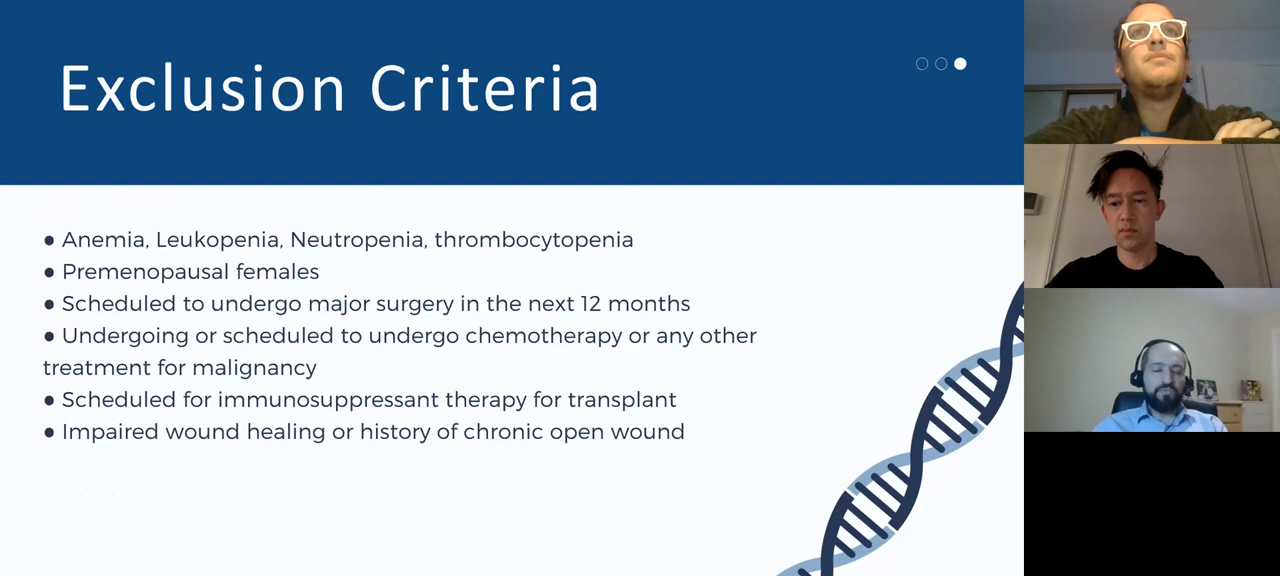 Exclusion Criteria
● Anemia, Leukopenia, Neutropenia, thrombocytopenia
● Premenopausal females
● Scheduled to undergo major surgery in the next 12 months
● Undergoing or scheduled to undergo chemotherapy or any other
treatment for malignancy
● Scheduled for immunosuppressant therapy for transplant
● Impaired wound healing or history of chronic open wound